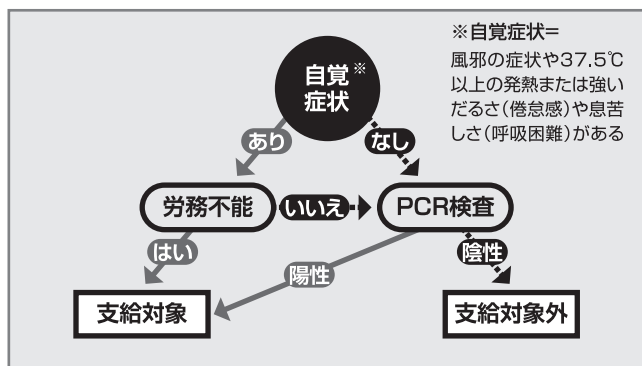 自覚※
症状
※自覚症状=
風邪の症状や37.5℃
以上の発熱または強い
だるさ(倦怠感)や息苦
しさ(呼吸困難)がある
あり
なし
労務不能
いいえ
PCR検査
はい
陽性
陰性
支給対象
支給対象外